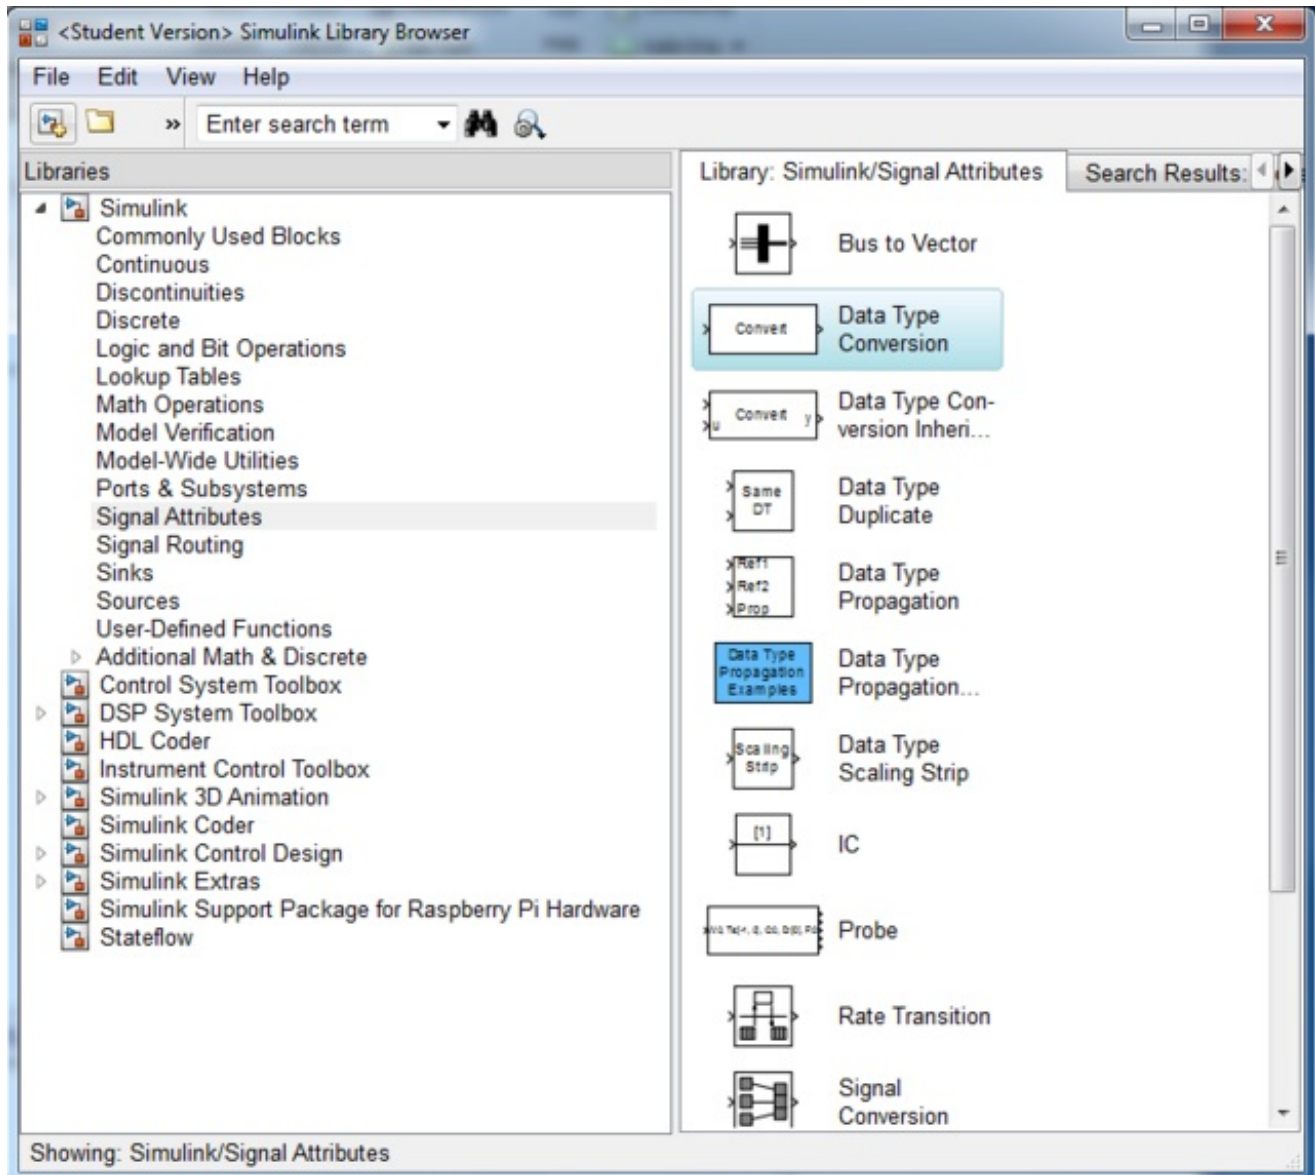 <Student Version> Simulink Library Browser
File Edit View Help
» Enter search term
Libraries
Simulink
Commonly Used Blocks
Continuous
Discontinuities
Discrete
Logic and Bit Operations
Lookup Tables
Math Operations
Model Verification
Model-Wide Utilities
Ports & Subsystems
Signal Attributes
Signal Routing
Sinks
Sources
User-Defined Functions
Additional Math & Discrete
Control System Toolbox
DSP System Toolbox
HDL Coder
Instrument Control Toolbox
Simulink 3D Animation
Simulink Coder
Simulink Control Design
Simulink Extras
Simulink Support Package for Raspberry Pi Hardware
Stateflow
Library: Simulink/Signal Attributes
Search Results:
Bus to Vector
Convert
Data Type
Conversion
Convert
u
y
Data Type Con-
version Inheri...
Same
DT
Data Type
Duplicate
Ref1
Ref2
Prop
Data Type
Propagation
Data Type
Propagation
Examples
Data Type
Propagation...
Scaling
Strip
Data Type
Scaling Strip
[1]
IC
Probe
Rate Transition
Signal
Conversion
Showing: Simulink/Signal Attributes